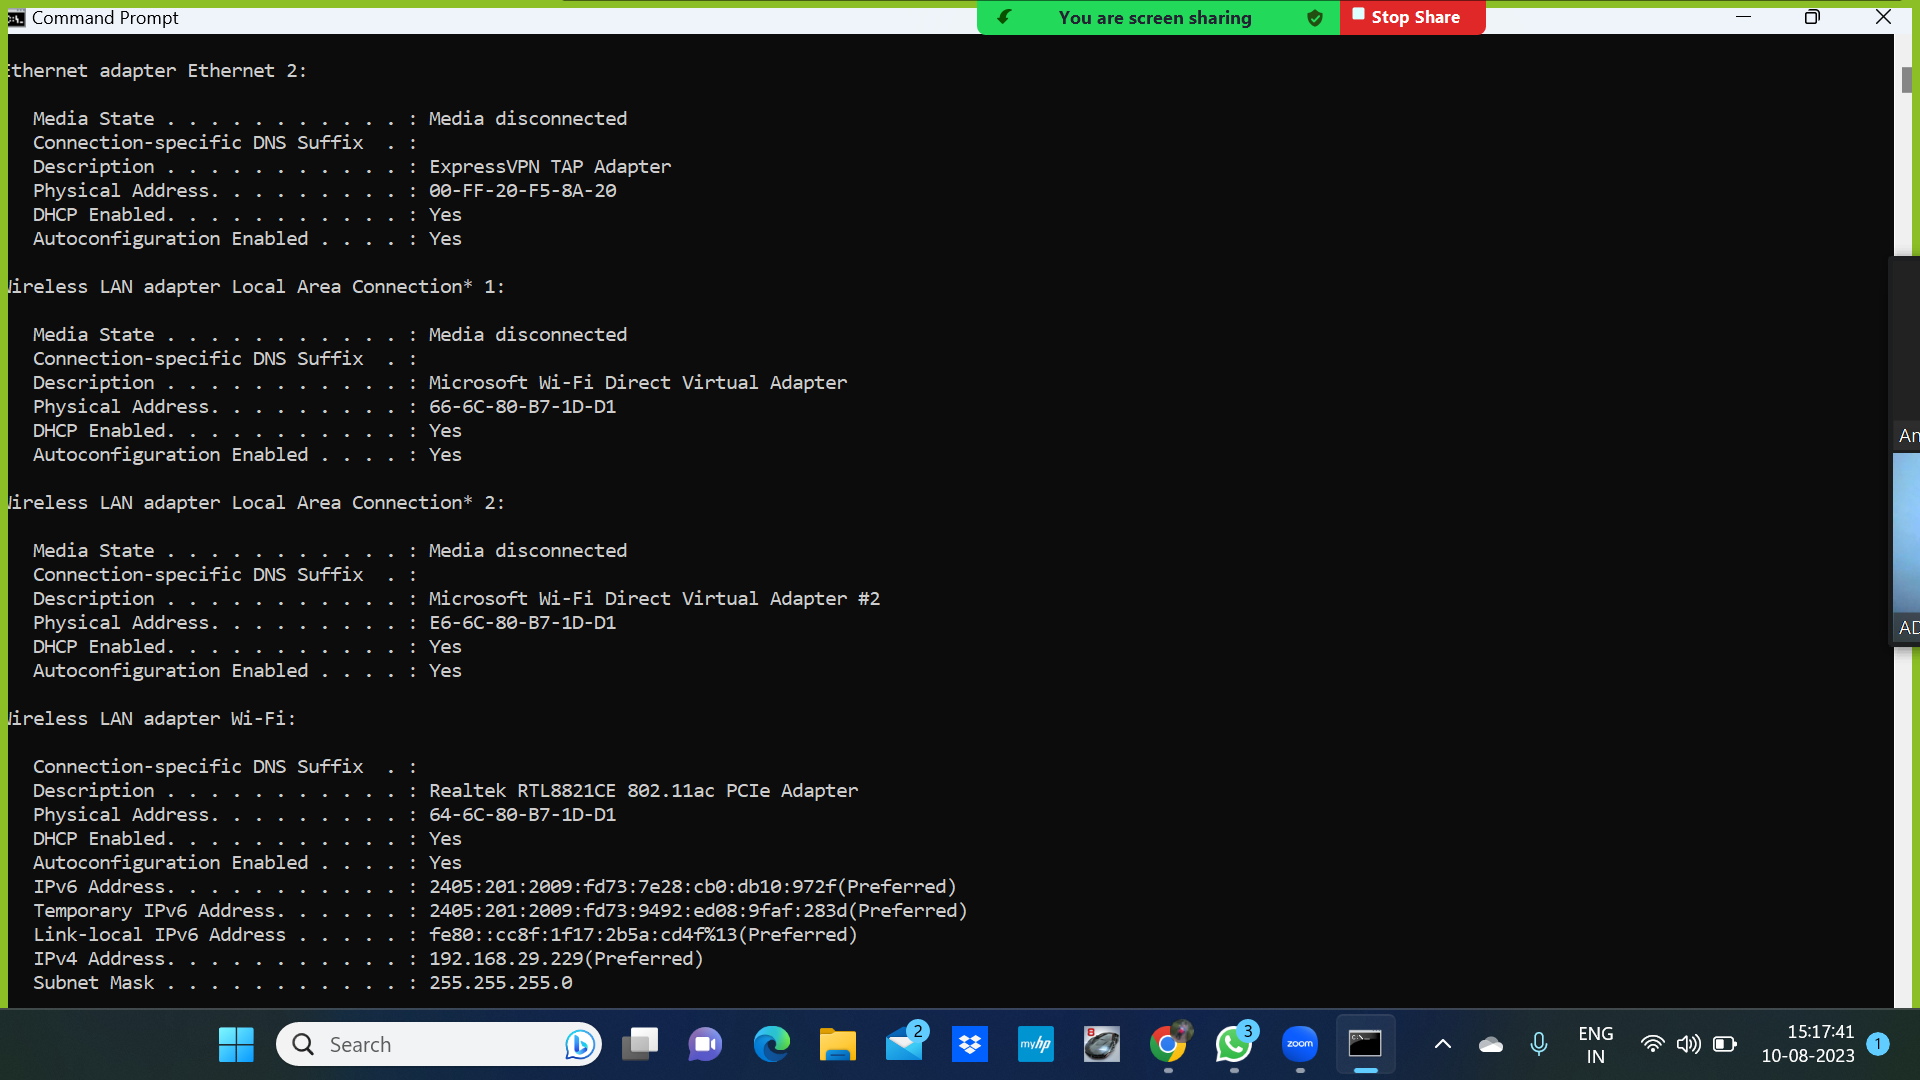 Command Prompt
You are screen sharing
Stop Share
Ethernet adapter Ethernet 2:
Media State . . . . . . . . . . . : Media disconnected
Connection-specific DNS Suffix  . :
Description . . . . . . . . . . . : ExpressVPN TAP Adapter
Physical Address. . . . . . . . . : 00-FF-20-F5-8A-20
DHCP Enabled. . . . . . . . . . . : Yes
Autoconfiguration Enabled . . . . : Yes
Wireless LAN adapter Local Area Connection* 1:
Media State . . . . . . . . . . . : Media disconnected
Connection-specific DNS Suffix  . :
Description . . . . . . . . . . . : Microsoft Wi-Fi Direct Virtual Adapter
Physical Address. . . . . . . . . : 66-6C-80-B7-1D-D1
DHCP Enabled. . . . . . . . . . . : Yes
Autoconfiguration Enabled . . . . : Yes
An
Wireless LAN adapter Local Area Connection* 2:
Media State . . . . . . . . . . . : Media disconnected
Connection-specific DNS Suffix  . :
Description . . . . . . . . . . . : Microsoft Wi-Fi Direct Virtual Adapter #2
Physical Address. . . . . . . . . : E6-6C-80-B7-1D-D1
DHCP Enabled. . . . . . . . . . . : Yes
Autoconfiguration Enabled . . . . : Yes
AD
Wireless LAN adapter Wi-Fi:
Connection-specific DNS Suffix  . :
Description . . . . . . . . . . . : Realtek RTL8821CE 802.11ac PCIe Adapter
Physical Address. . . . . . . . . : 64-6C-80-B7-1D-D1
DHCP Enabled. . . . . . . . . . . : Yes
Autoconfiguration Enabled . . . . : Yes
IPv6 Address. . . . . . . . . . . : 2405:201:2009:fd73:7e28:cb0:db10:972f(Preferred)
Temporary IPv6 Address. . . . . . : 2405:201:2009:fd73:9492:ed08:9faf:283d(Preferred)
Link-local IPv6 Address . . . . . : fe80::cc8f:1f17:2b5a:cd4f%13(Preferred)
IPv4 Address. . . . . . . . . . . : 192.168.29.229(Preferred)
Subnet Mask . . . . . . . . . . . : 255.255.255.0
Search
2
myhp
8
3
zoom
ENG
IN
15:17:41
10-08-2023
1